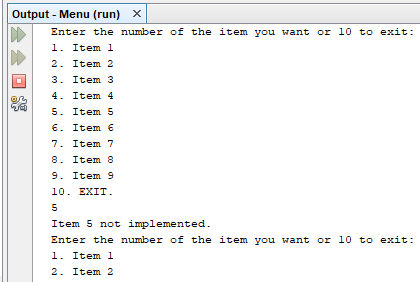 Output - Menu (run)
Enter the number of the item you want or 10 to exit:
1. Item 1
2. Item 2
3. Item 3
4. Item 4
5. Item 5
6. Item 6
7. Item 7
8. Item 8
9. Item 9
10. EXIT.
5
Item 5 not implemented.
Enter the number of the item you want or 10 to exit:
1. Item 1
2. Item 2